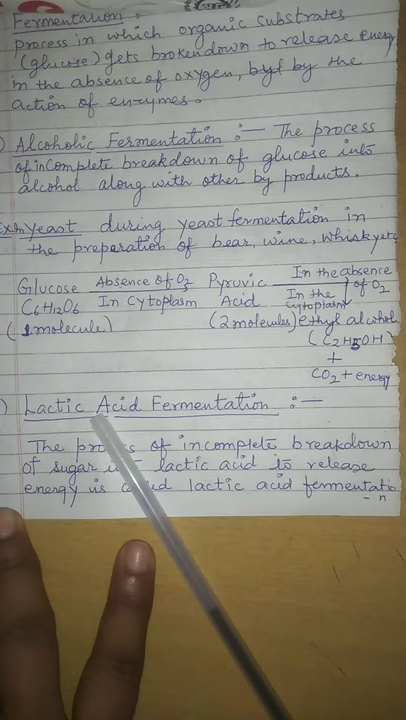 Fermentation :
process in which organic substrates
(glucose) gets brokendown to release energy
in the absence of oxygen, by the
action of enzymes.
) Alcoholic Fermentation :— The process
of incomplete breakdown of glucose into
alcohol along with other by products.
Exm Yeast during yeast fermentation in
the preparation of bear, wine, whisky etc
Glucose Absence of O2 Pyruvic In the absence of O2
C6H12O6 In Cytoplasm Acid In the cytoplasm
(1 molecule) (2 molecules) ethyl alcohol
(C2H5OH)
+
CO2 + energy
) Lactic Acid Fermentation :—
The of incomplete breakdown
of sugar lactic acid to release
energy is lactic acid fermentatio
- n